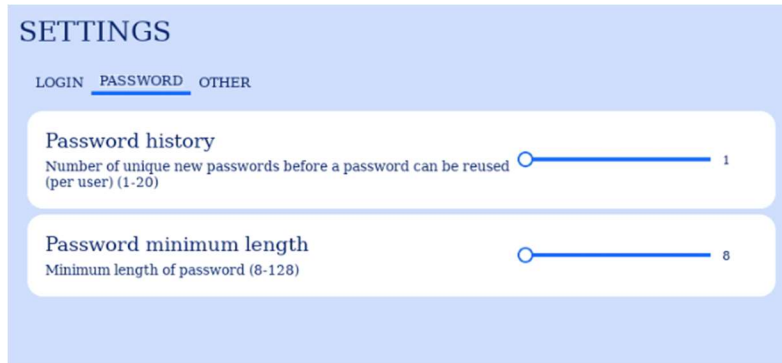 SETTINGS
LOGIN PASSWORD OTHER
Password history
Number of unique new passwords before a password can be reused
(per user) (1-20)
1
Password minimum length
Minimum length of password (8-128)
8